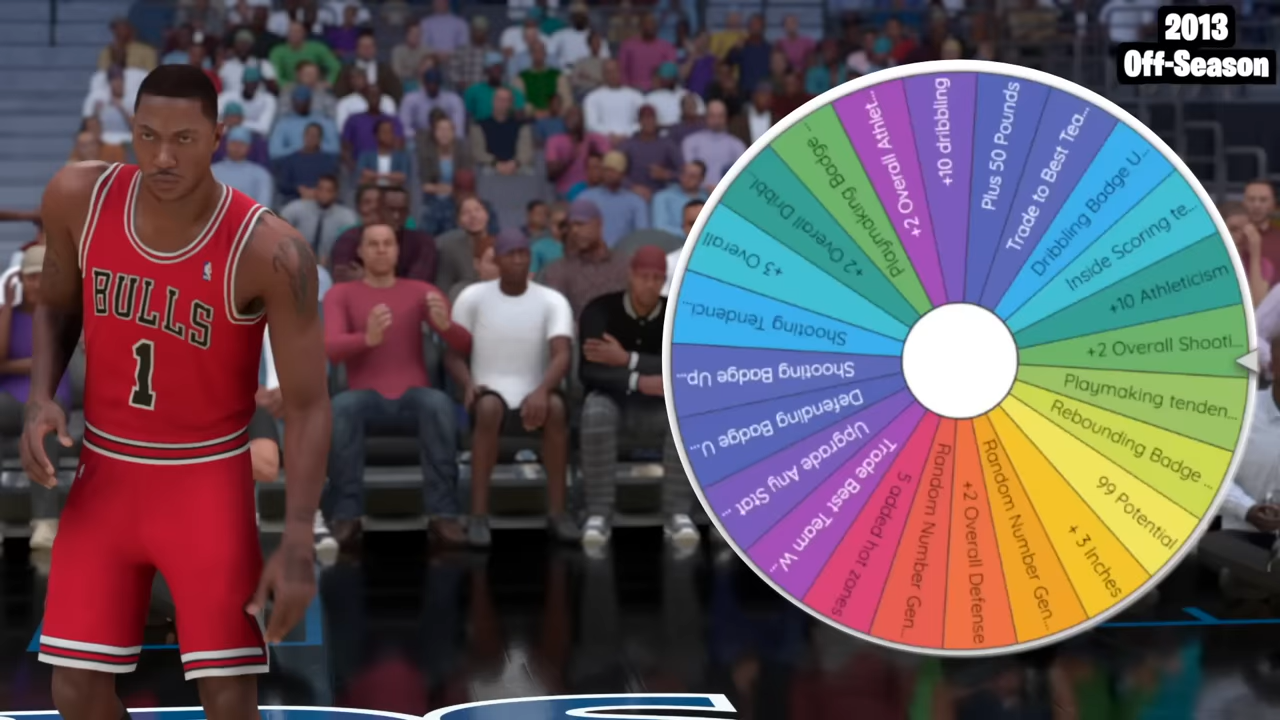 2013
Off-Season
BULLS
1
+10 dribbling
Plus 50 Pounds
Trade to Best Tea...
Dribbling Badge U...
Inside Scoring te...
+10 Athleticism
+2 Overall Shooti...
Playmaking tenden...
Rebounding Badge ...
99 Potential
+ 3 Inches
Random Number Gen...
+2 Overall Defense
Random Number Gen...
5 added hot zones
Trade Best Team W...
Upgrade Any Stat ...
Defending Badge U...
Shooting Badge Up...
Shooting Tendenci...
+3 Overall
+2 Overall Dribbl...
Playmaking Badge ...
+2 Overall Athlet...